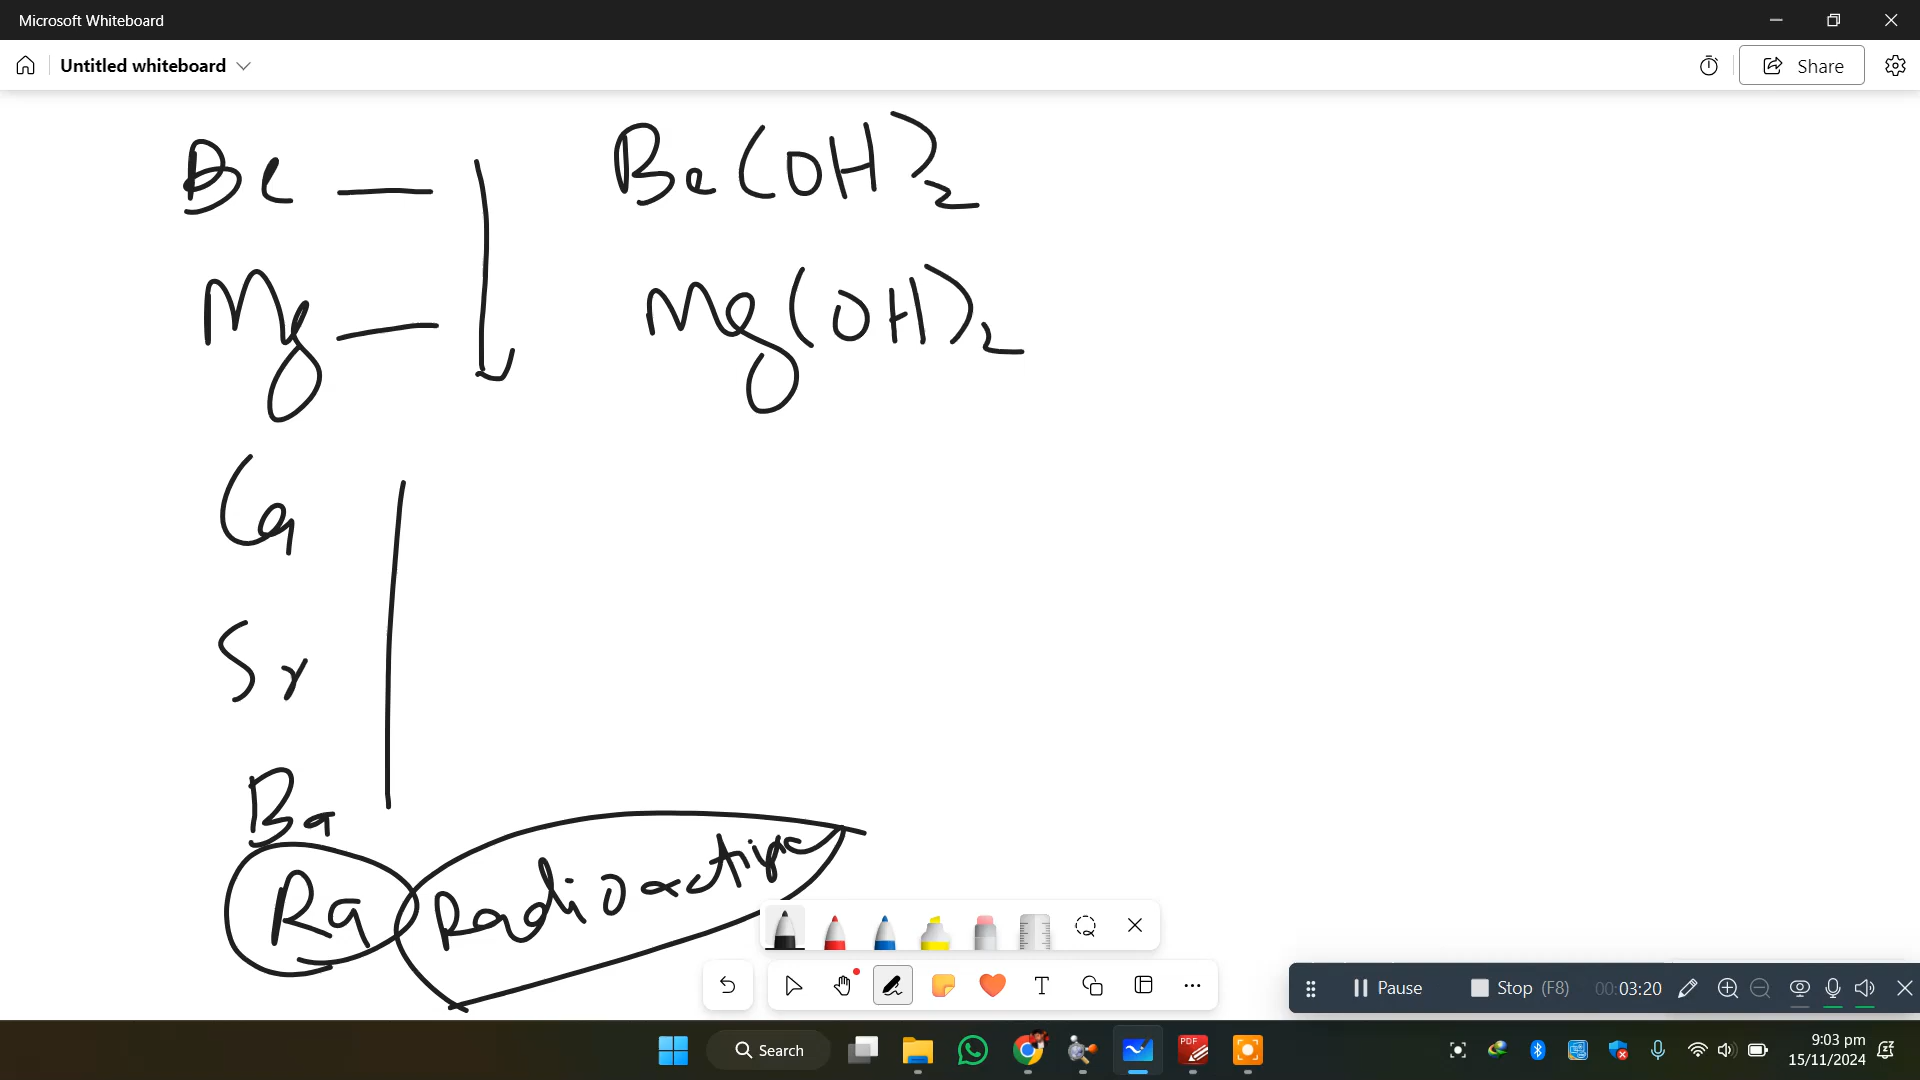 Microsoft Whiteboard
Untitled whiteboard
Share
Be — Be(OH)2
Mg — Mg(OH)2
Ca
Sr
Ba
Ra Radioactive
Pause Stop (F8) 00:03:20
Search
PDF
9:03 pm
15/11/2024